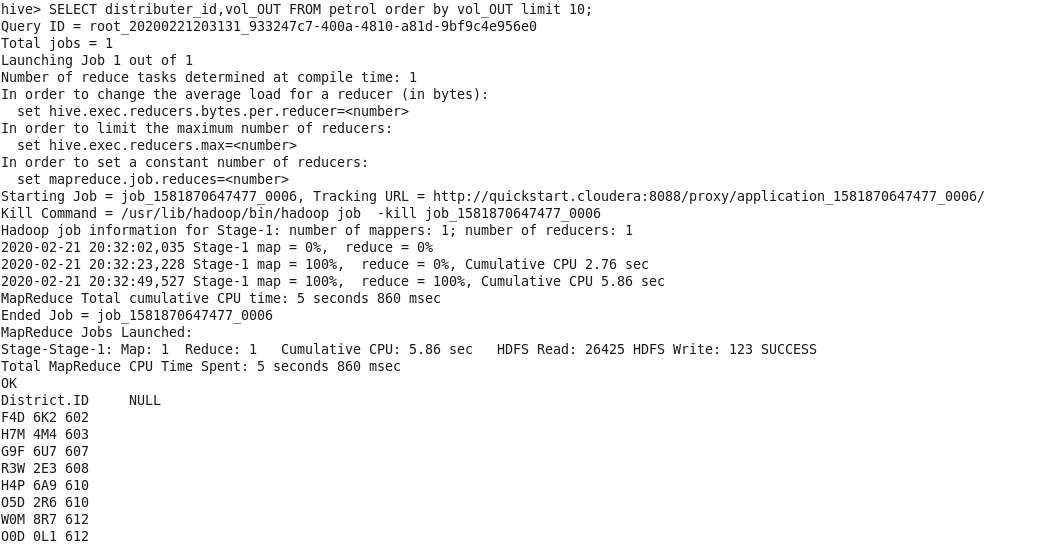 hive> SELECT distributer_id,vol_OUT FROM petrol order by vol_OUT limit 10;
Query ID = root_20200221203131_933247c7-400a-4810-a81d-9bf9c4e956e0
Total jobs = 1
Launching Job 1 out of 1
Number of reduce tasks determined at compile time: 1
In order to change the average load for a reducer (in bytes):
  set hive.exec.reducers.bytes.per.reducer=<number>
In order to limit the maximum number of reducers:
  set hive.exec.reducers.max=<number>
In order to set a constant number of reducers:
  set mapreduce.job.reduces=<number>
Starting Job = job_1581870647477_0006, Tracking URL = http://quickstart.cloudera:8088/proxy/application_1581870647477_0006/
Kill Command = /usr/lib/hadoop/bin/hadoop job  -kill job_1581870647477_0006
Hadoop job information for Stage-1: number of mappers: 1; number of reducers: 1
2020-02-21 20:32:02,035 Stage-1 map = 0%,  reduce = 0%
2020-02-21 20:32:23,228 Stage-1 map = 100%,  reduce = 0%, Cumulative CPU 2.76 sec
2020-02-21 20:32:49,527 Stage-1 map = 100%,  reduce = 100%, Cumulative CPU 5.86 sec
MapReduce Total cumulative CPU time: 5 seconds 860 msec
Ended Job = job_1581870647477_0006
MapReduce Jobs Launched:
Stage-Stage-1: Map: 1  Reduce: 1   Cumulative CPU: 5.86 sec   HDFS Read: 26425 HDFS Write: 123 SUCCESS
Total MapReduce CPU Time Spent: 5 seconds 860 msec
OK
District.ID     NULL
F4D 6K2 602
H7M 4M4 603
G9F 6U7 607
R3W 2E3 608
H4P 6A9 610
O5D 2R6 610
W0M 8R7 612
O0D 0L1 612